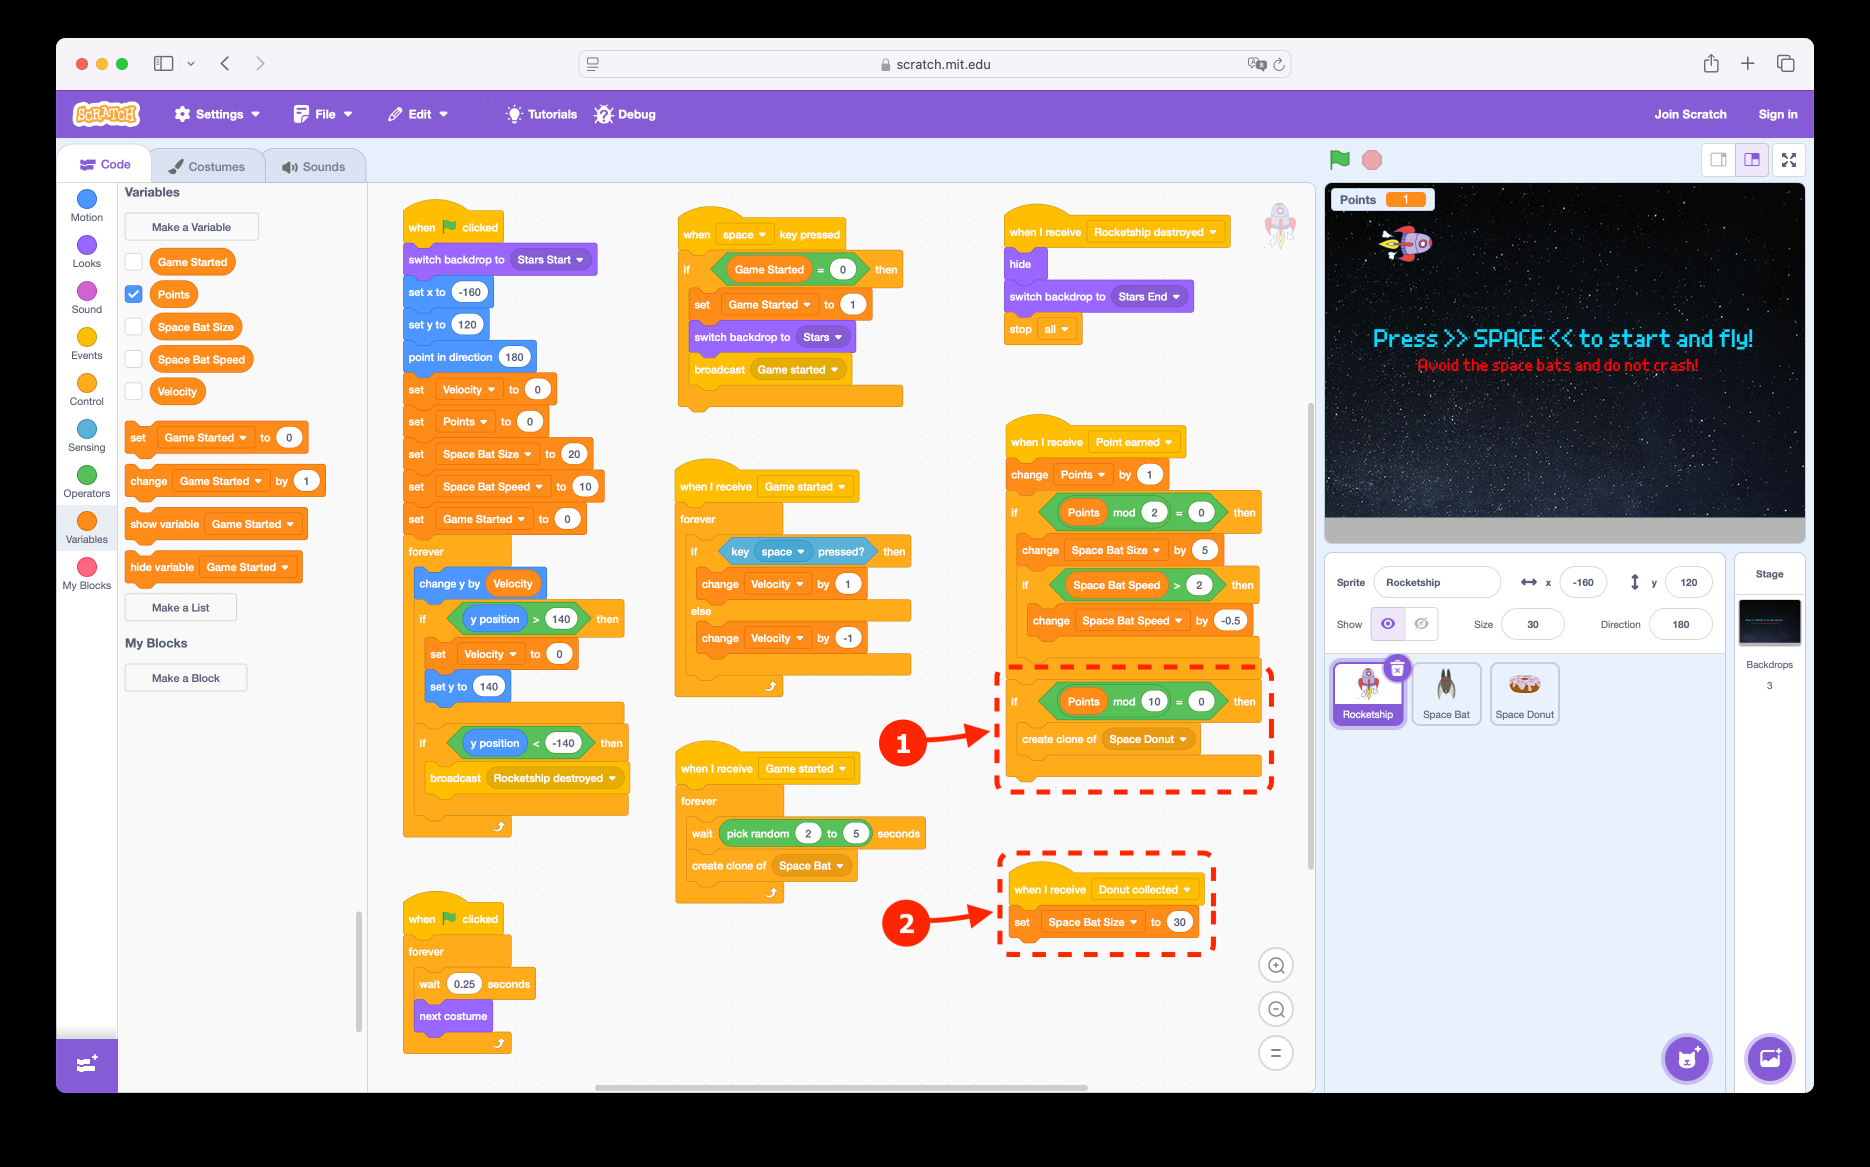 scratch.mit.edu
SCRATCH
Settings
File
Edit
Tutorials
Debug
Join Scratch
Sign in
Code
Costumes
Sounds
Motion
Looks
Sound
Events
Control
Sensing
Operators
Variables
My Blocks
Variables
Make a Variable
Game Started
Points
Space Bat Size
Space Bat Speed
Velocity
set Game Started to 0
change Game Started by 1
show variable Game Started
hide variable Game Started
Make a List
My Blocks
Make a Block
when clicked
switch backdrop to Stars Start
set x to -160
set y to 120
point in direction 180
set Velocity to 0
set Points to 0
set Space Bat Size to 20
set Space Bat Speed to 10
set Game Started to 0
forever
change y by Velocity
if y position > 140 then
set Velocity to 0
set y to 140
if y position < -140 then
broadcast Rocketship destroyed
when clicked
forever
wait 0.25 seconds
next costume
when space key pressed
if Game Started = 0 then
set Game Started to 1
switch backdrop to Stars
broadcast Game started
when I receive Game started
forever
if key space pressed? then
change Velocity by 1
else
change Velocity by -1
when I receive Game started
forever
wait pick random 2 to 5 seconds
create clone of Space Bat
when I receive Rocketship destroyed
hide
switch backdrop to Stars End
stop all
when I receive Point earned
change Points by 1
if Points mod 2 = 0 then
change Space Bat Size by 5
if Space Bat Speed > 2 then
change Space Bat Speed by -0.5
if Points mod 10 = 0 then
create clone of Space Donut
1
when I receive Donut collected
set Space Bat Size to 30
2
Points 1
Press >> SPACE << to start and fly!
Avoid the space bats and do not crash!
Sprite Rocketship x -160 y 120
Show Size 30 Direction 180
Rocketship
Space Bat
Space Donut
Stage
Backdrops
3